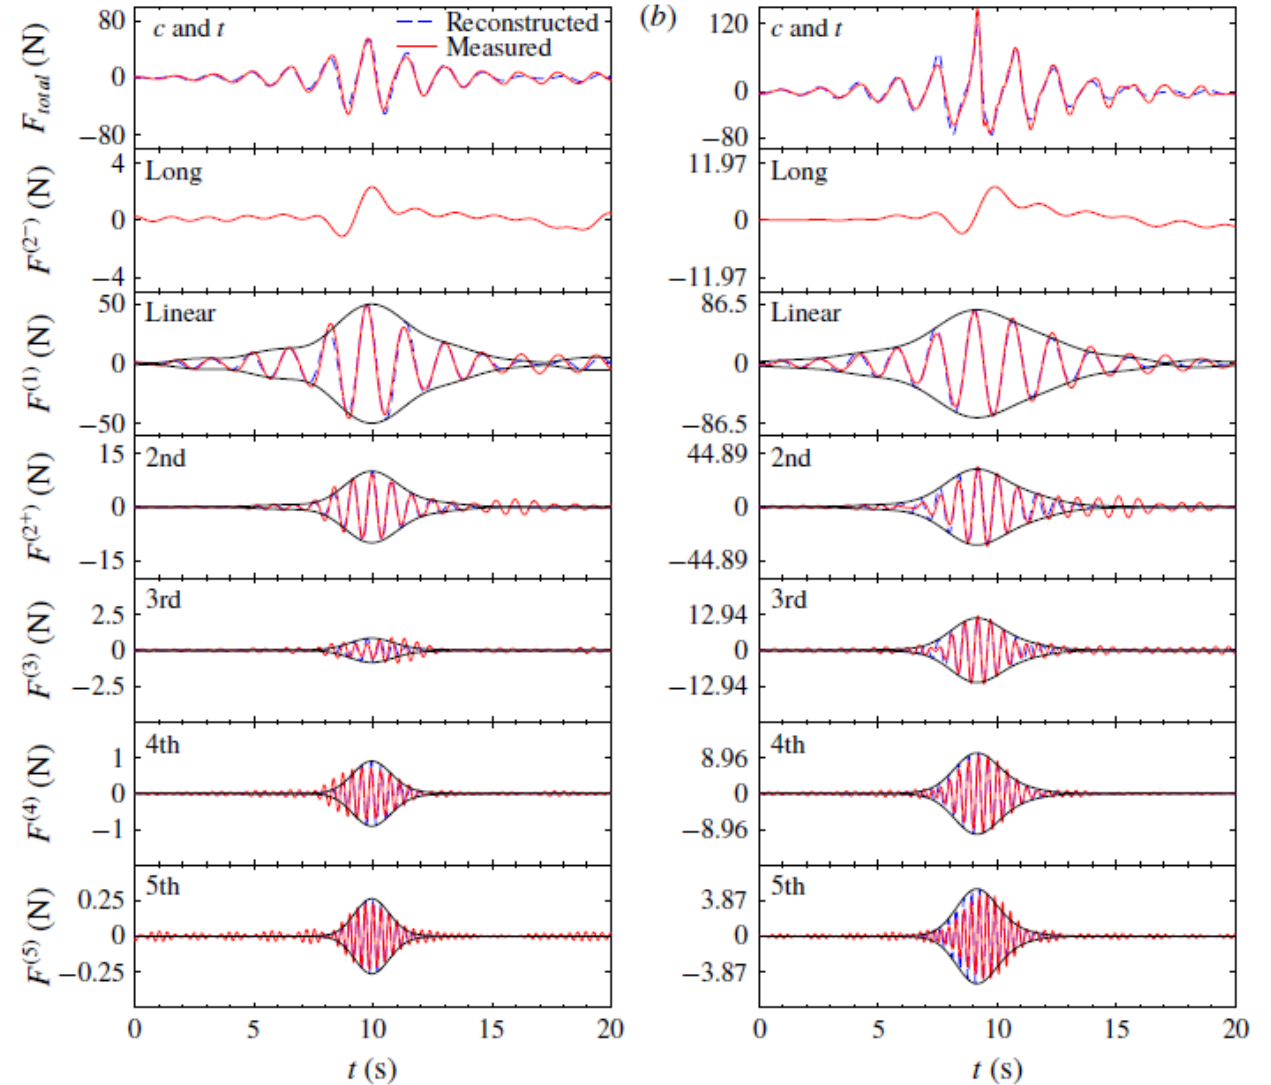 (b)
F_total (N)
80
0
−80
c and t
Reconstructed
Measured
120
0
−80
c and t
F^(2−) (N)
4
0
−4
Long
11.97
0
−11.97
Long
F^(1) (N)
50
0
−50
Linear
86.5
0
−86.5
Linear
F^(2+) (N)
15
0
−15
2nd
44.89
0
−44.89
2nd
F^(3) (N)
2.5
0
−2.5
3rd
12.94
0
−12.94
3rd
F^(4) (N)
1
0
−1
4th
8.96
0
−8.96
4th
F^(5) (N)
0.25
0
−0.25
5th
3.87
0
−3.87
5th
0 5 10 15 20
t (s)
0 5 10 15 20
t (s)